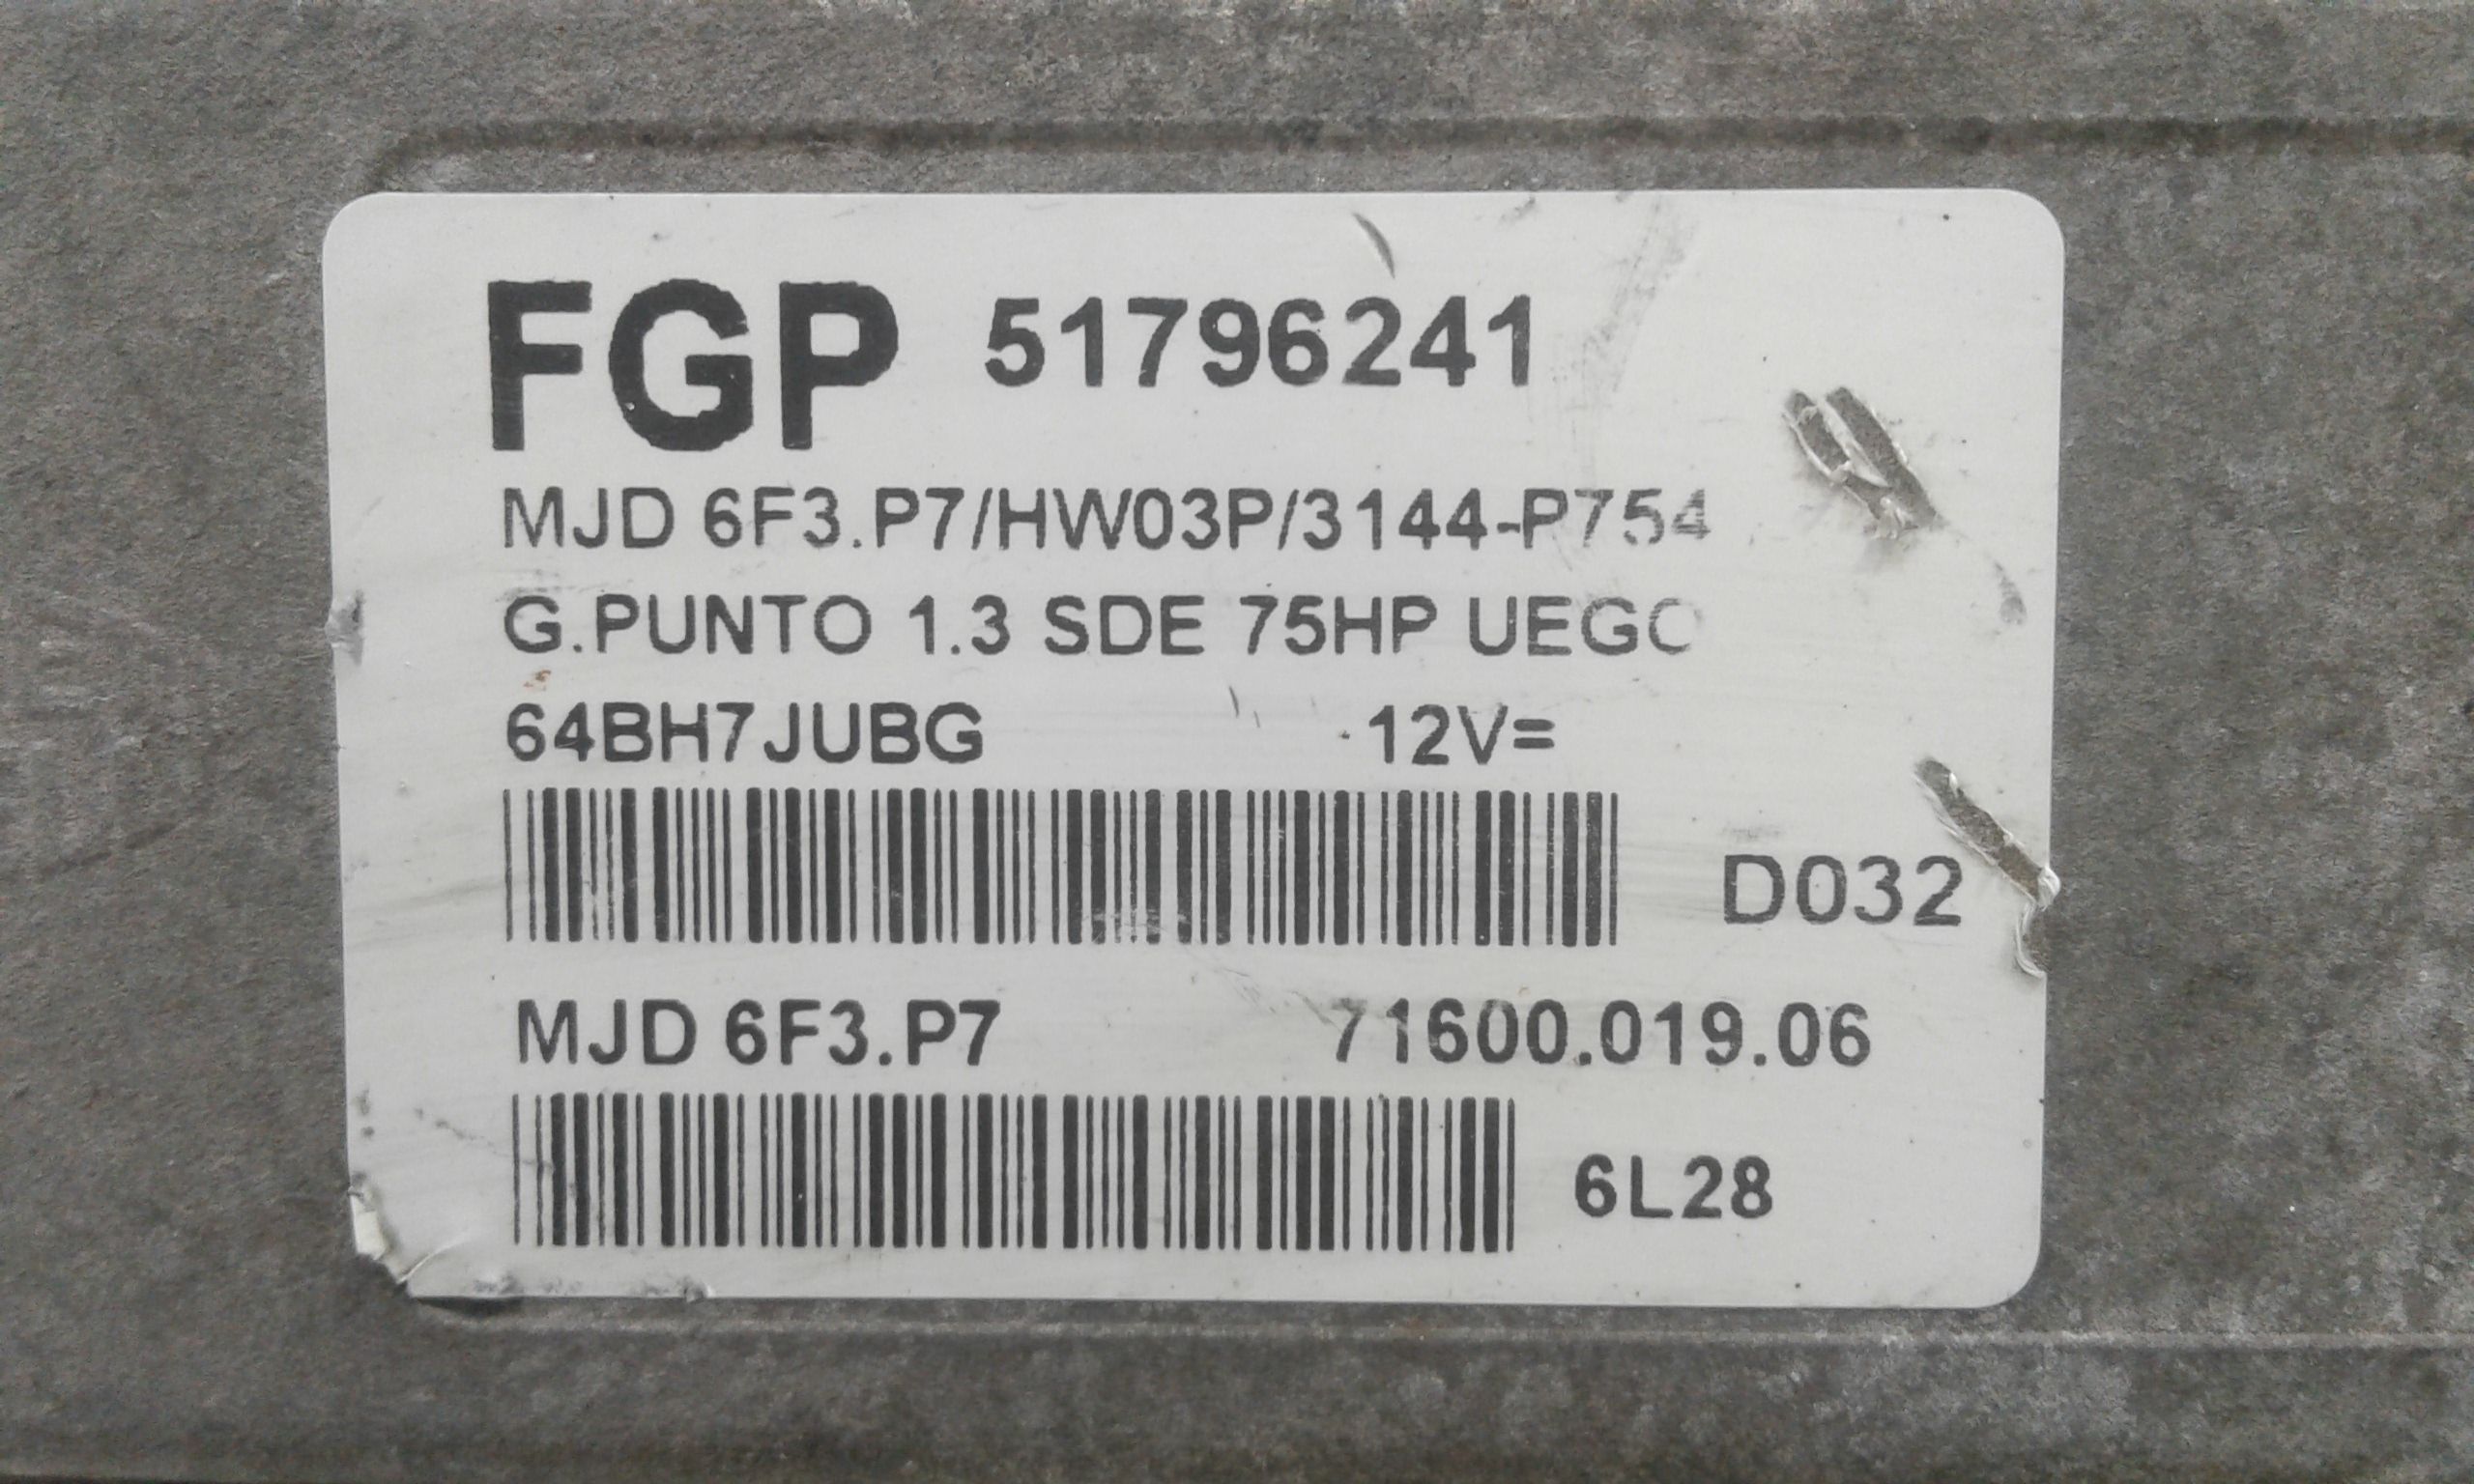 FGP 51796241
MJD 6F3.P7/HW03P/3144-P754
G.PUNTO 1.3 SDE 75HP UEGO
64BH7JUBG 12V=
D032
MJD 6F3.P7 71600.019.06
6L28